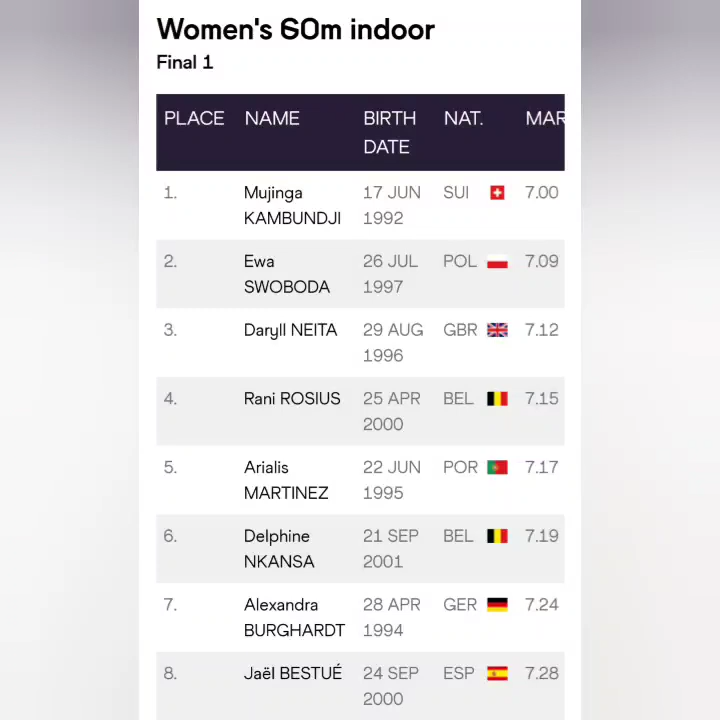 Women's 60m indoor
Final 1
PLACE NAME BIRTH DATE NAT. MAR
1. Mujinga KAMBUNDJI 17 JUN 1992 SUI 7.00
2. Ewa SWOBODA 26 JUL 1997 POL 7.09
3. Daryll NEITA 29 AUG 1996 GBR 7.12
4. Rani ROSIUS 25 APR 2000 BEL 7.15
5. Arialis MARTINEZ 22 JUN 1995 POR 7.17
6. Delphine NKANSA 21 SEP 2001 BEL 7.19
7. Alexandra BURGHARDT 28 APR 1994 GER 7.24
8. Jaël BESTUÉ 24 SEP 2000 ESP 7.28